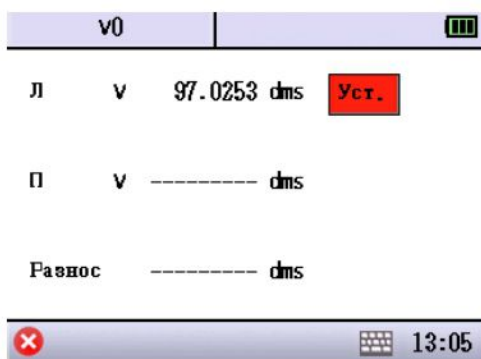 V0
Л V 97.0253 dms Уст.
П V --------- dms
Разнос --------- dms
13:05